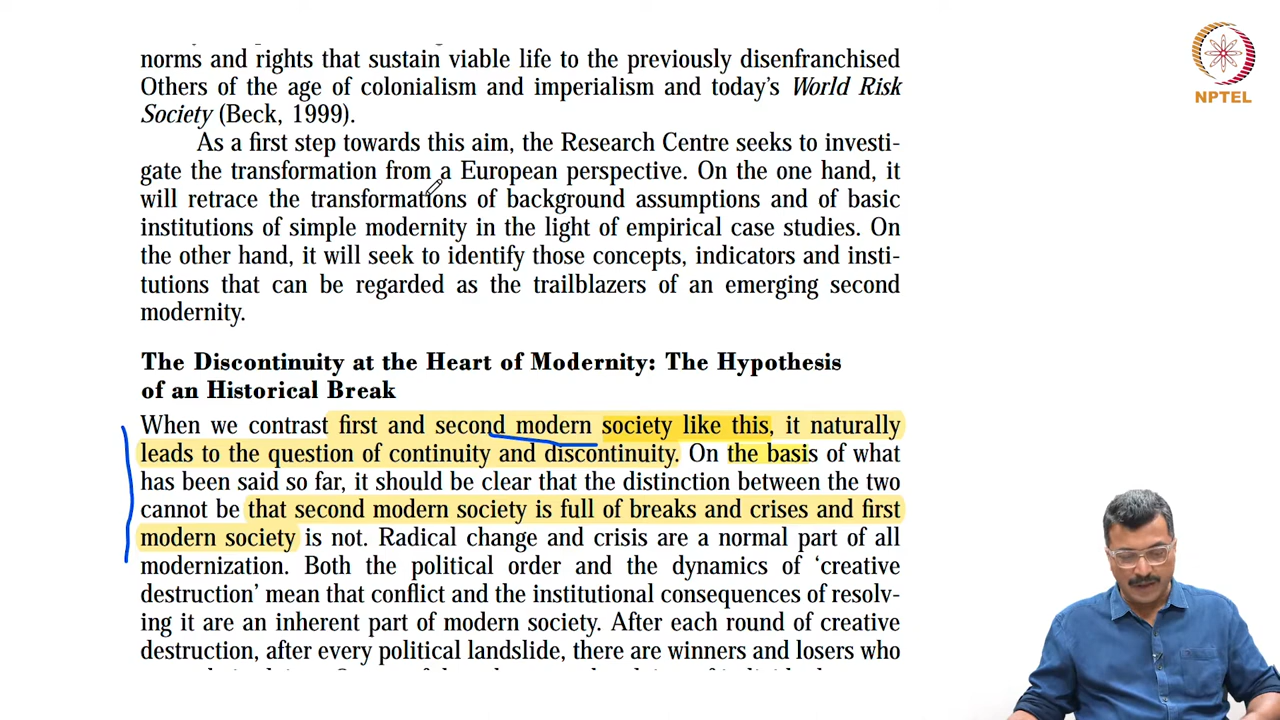 NPTEL
norms and rights that sustain viable life to the previously disenfranchised
Others of the age of colonialism and imperialism and today's World Risk
Society (Beck, 1999).
As a first step towards this aim, the Research Centre seeks to investi-
gate the transformation from a European perspective. On the one hand, it
will retrace the transformations of background assumptions and of basic
institutions of simple modernity in the light of empirical case studies. On
the other hand, it will seek to identify those concepts, indicators and insti-
tutions that can be regarded as the trailblazers of an emerging second
modernity.
The Discontinuity at the Heart of Modernity: The Hypothesis
of an Historical Break
When we contrast first and second modern society like this, it naturally
leads to the question of continuity and discontinuity. On the basis of what
has been said so far, it should be clear that the distinction between the two
cannot be that second modern society is full of breaks and crises and first
modern society is not. Radical change and crisis are a normal part of all
modernization. Both the political order and the dynamics of 'creative
destruction' mean that conflict and the institutional consequences of resolv-
ing it are an inherent part of modern society. After each round of creative
destruction, after every political landslide, there are winners and losers who